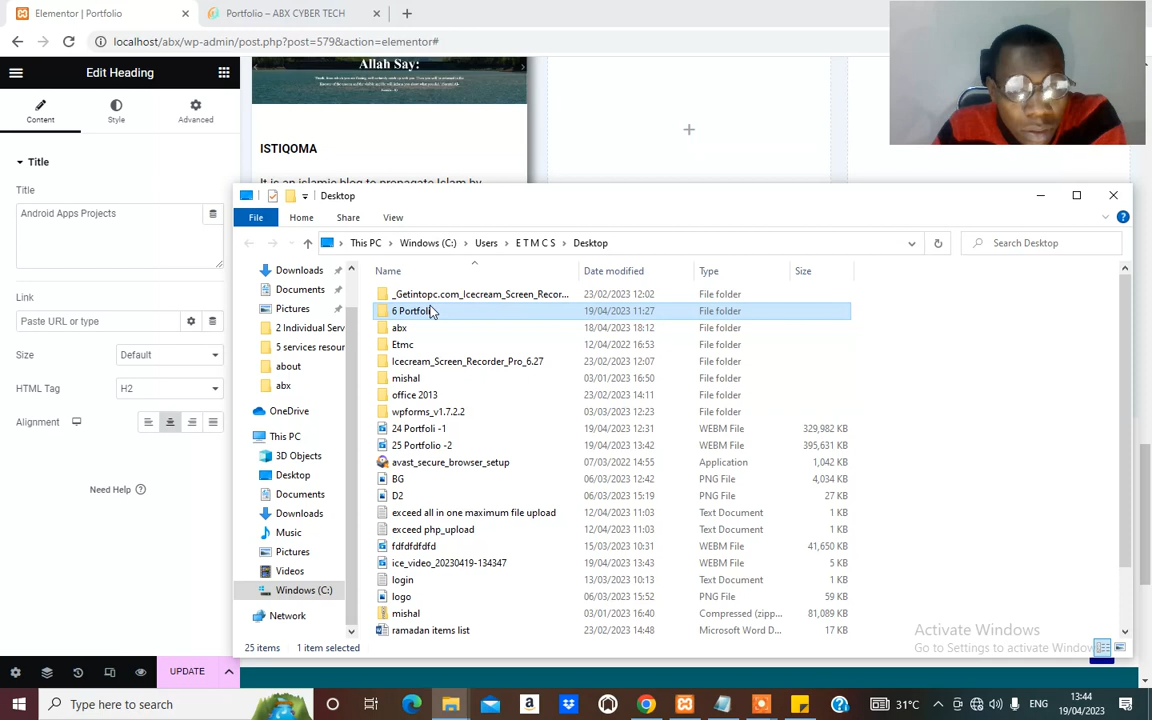 Elementor | Portfolio
Portfolio – ABX CYBER TECH
localhost/abx/wp-admin/post.php?post=579&action=elementor#
Edit Heading
Content
Style
Advanced
Title
Title
Android Apps Projects
Link
Paste URL or type
Size
Default
HTML Tag
H2
Alignment
Need Help
UPDATE
Allah Say:
ISTIQOMA
It is an islamic blog to propagate Islam by
Desktop
File
Home
Share
View
This PC
Windows (C:)
Users
E T M C S
Desktop
Search Desktop
Downloads
Documents
Pictures
2 Individual Serv
5 services resour
about
abx
OneDrive
This PC
3D Objects
Desktop
Documents
Downloads
Music
Pictures
Videos
Windows (C:)
Network
Name Date modified Type Size
_Getintopc.com_Icecream_Screen_Recor... 23/02/2023 12:02 File folder
6 Portfoli 19/04/2023 11:27 File folder
abx 18/04/2023 18:12 File folder
Etmc 12/04/2022 16:53 File folder
Icecream_Screen_Recorder_Pro_6.27 23/02/2023 12:07 File folder
mishal 03/01/2023 16:50 File folder
office 2013 23/02/2023 14:11 File folder
wpforms_v1.7.2.2 03/03/2023 12:23 File folder
24 Portfoli -1 19/04/2023 12:31 WEBM File 329,982 KB
25 Portfolio -2 19/04/2023 13:42 WEBM File 395,631 KB
avast_secure_browser_setup 07/03/2022 14:55 Application 1,042 KB
BG 06/03/2023 12:42 PNG File 4,034 KB
D2 06/03/2023 15:19 PNG File 27 KB
exceed all in one maximum file upload 12/04/2023 11:03 Text Document 1 KB
exceed php_upload 12/04/2023 11:03 Text Document 1 KB
fdfdfdfdfd 15/03/2023 10:31 WEBM File 41,650 KB
ice_video_20230419-134347 19/04/2023 13:43 WEBM File 5 KB
login 13/03/2023 10:13 Text Document 1 KB
logo 06/03/2023 15:52 PNG File 59 KB
mishal 03/01/2023 16:40 Compressed (zipp... 81,089 KB
ramadan items list 23/02/2023 14:48 Microsoft Word D... 17 KB
25 items 1 item selected
Activate Windows
Go to Settings to activate Windows
Type here to search
31°C
ENG
13:44
19/04/2023